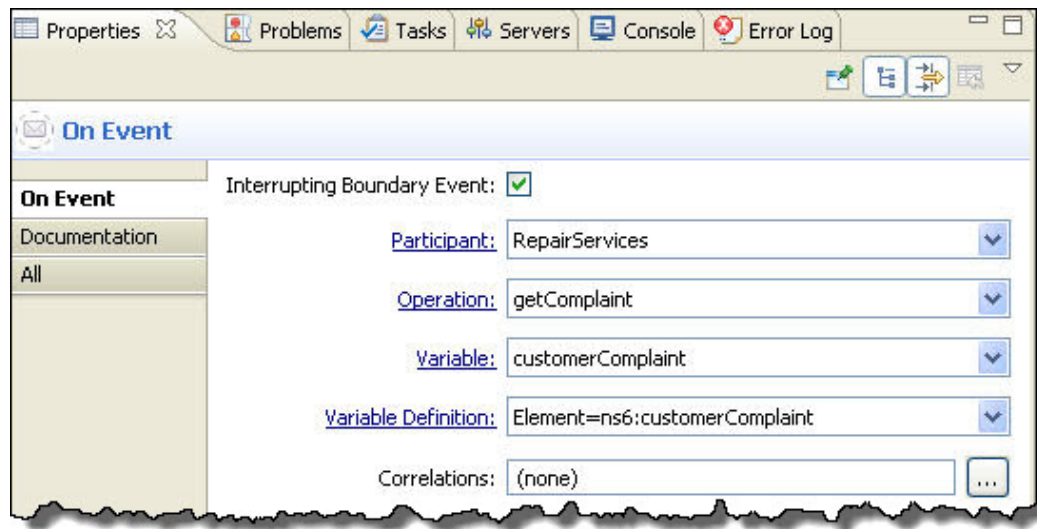 Properties Problems Tasks Servers Console Error Log
On Event
On Event
Documentation
All
Interrupting Boundary Event:
Participant: RepairServices
Operation: getComplaint
Variable: customerComplaint
Variable Definition: Element=ns6:customerComplaint
Correlations: (none) ...